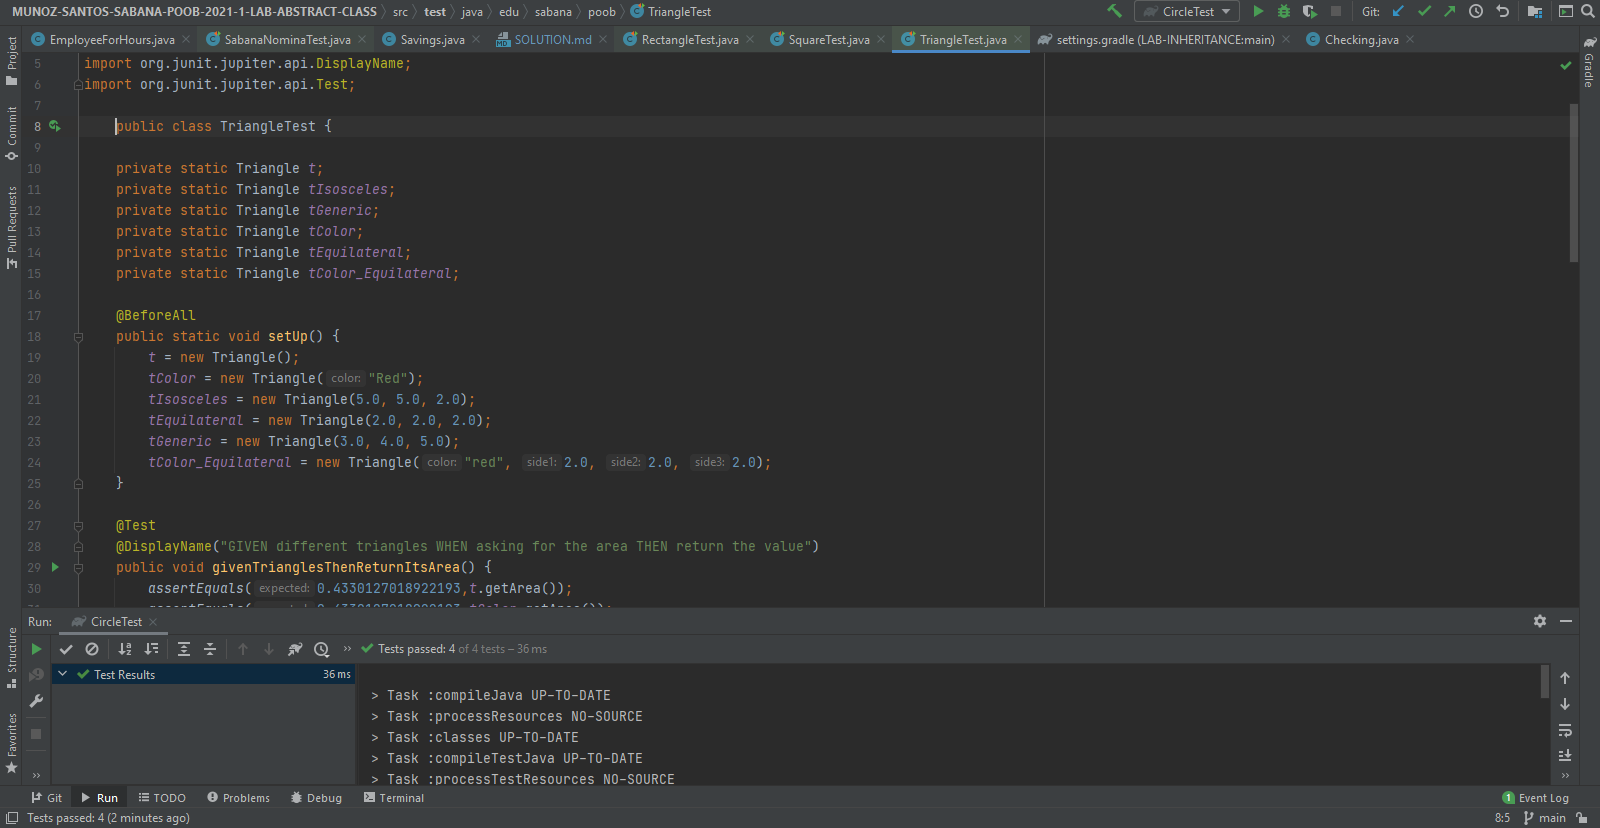 MUNOZ-SANTOS-SABANA-POOB-2021-1-LAB-ABSTRACT-CLASS src test java edu sabana poob TriangleTest
CircleTest Git:
EmployeeForHours.java SabanaNominaTest.java Savings.java SOLUTION.md RectangleTest.java SquareTest.java TriangleTest.java settings.gradle (LAB-INHERITANCE:main) Checking.java
Project
Commit
Pull Requests
Structure
Favorites
Gradle
5 import org.junit.jupiter.api.DisplayName;
6 import org.junit.jupiter.api.Test;
7
8 public class TriangleTest {
9
10 private static Triangle t;
11 private static Triangle tIsosceles;
12 private static Triangle tGeneric;
13 private static Triangle tColor;
14 private static Triangle tEquilateral;
15 private static Triangle tColor_Equilateral;
16
17 @BeforeAll
18 public static void setUp() {
19 t = new Triangle();
20 tColor = new Triangle( color: "Red");
21 tIsosceles = new Triangle(5.0, 5.0, 2.0);
22 tEquilateral = new Triangle(2.0, 2.0, 2.0);
23 tGeneric = new Triangle(3.0, 4.0, 5.0);
24 tColor_Equilateral = new Triangle( color: "red", side1: 2.0, side2: 2.0, side3: 2.0);
25 }
26
27 @Test
28 @DisplayName("GIVEN different triangles WHEN asking for the area THEN return the value")
29 public void givenTrianglesThenReturnItsArea() {
30 assertEquals( expected: 0.4330127018922193,t.getArea());
Run: CircleTest
Tests passed: 4 of 4 tests – 36 ms
Test Results 36 ms
> Task :compileJava UP-TO-DATE
> Task :processResources NO-SOURCE
> Task :classes UP-TO-DATE
> Task :compileTestJava UP-TO-DATE
> Task :processTestResources NO-SOURCE
Git Run TODO Problems Debug Terminal 1 Event Log
Tests passed: 4 (2 minutes ago) 8:5 main